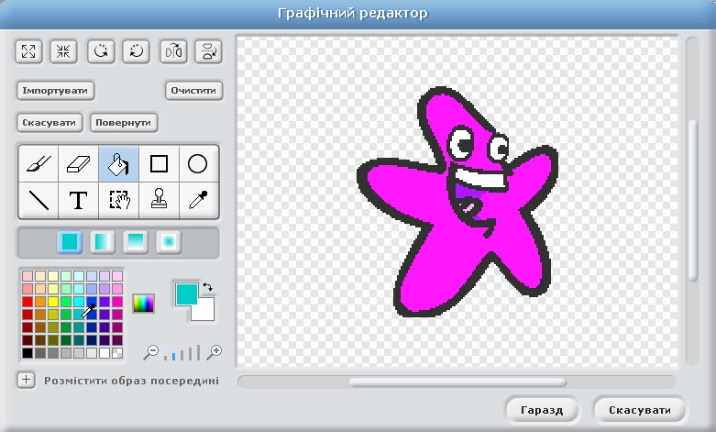 Графічний редактор
Імпортувати
Очистити
Скасувати
Повернути
T
Розмістити образ посередині
Гаразд
Скасувати